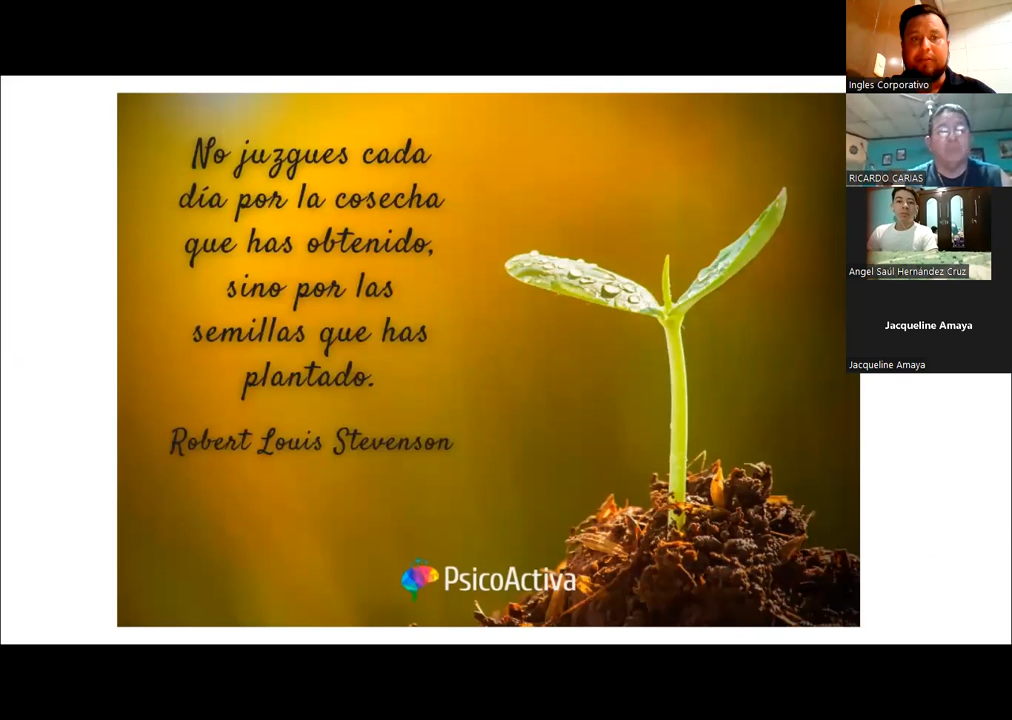 No juzgues cada
día por la cosecha
que has obtenido,
sino por las
semillas que has
plantado.
Robert Louis Stevenson
PsicoActiva
Ingles Corporativo
RICARDO CARIAS
Angel Saúl Hernández Cruz
Jacqueline Amaya
Jacqueline Amaya